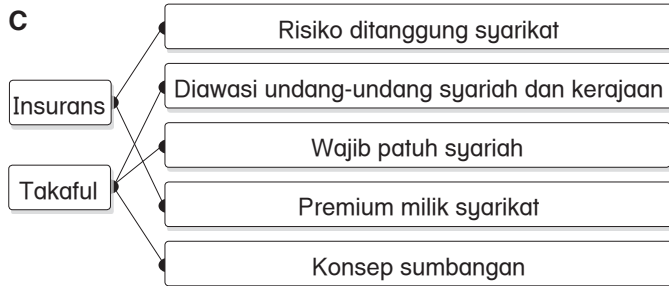 C
Insurans
Takaful
Risiko ditanggung syarikat
Diawasi undang-undang syariah dan kerajaan
Wajib patuh syariah
Premium milik syarikat
Konsep sumbangan